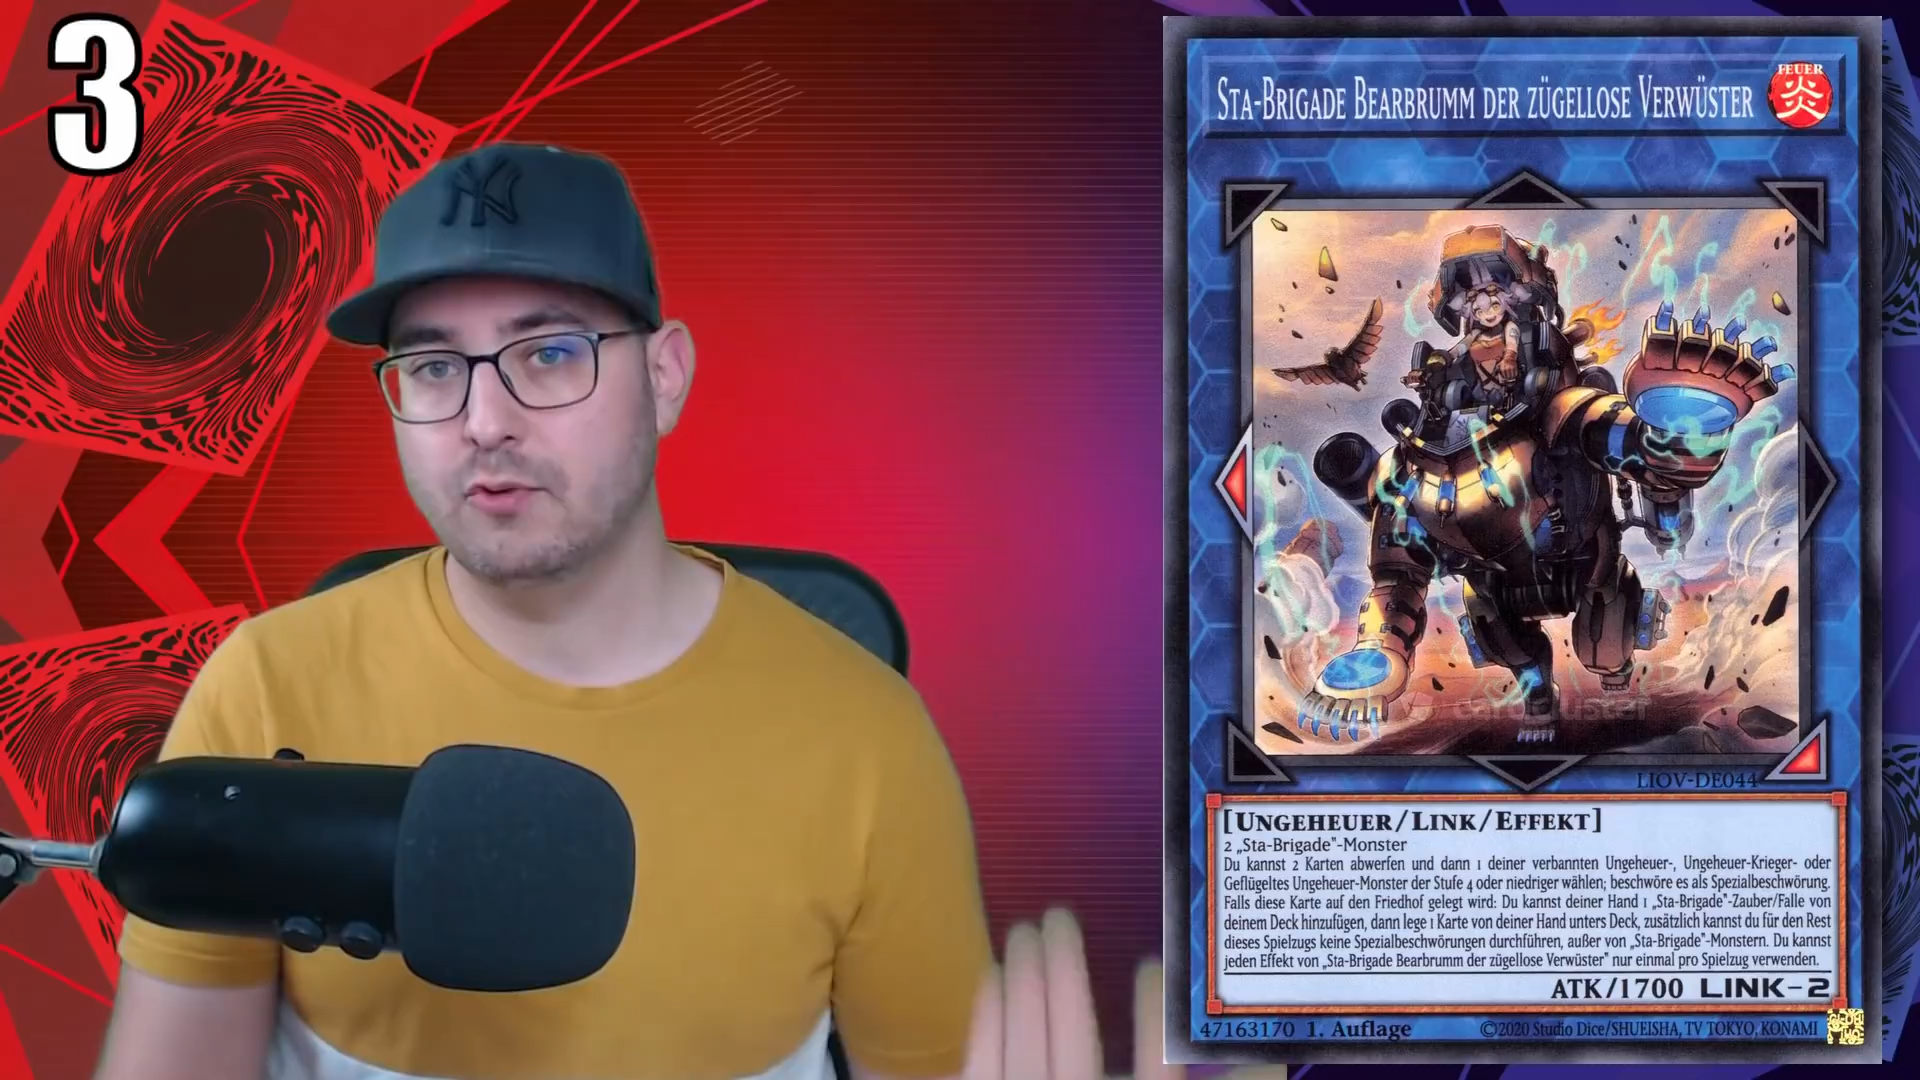 3
NY
STA-BRIGADE BEARBRUMM DER ZÜGELLOSE VERWÜSTER
FEUER
炎
LIOV-DE044
[UNGEHEUER/LINK/EFFEKT]
2 „Sta-Brigade"-Monster
Du kannst 2 Karten abwerfen und dann 1 deiner verbannten Ungeheuer-, Ungeheuer-Krieger- oder
Geflügeltes Ungeheuer-Monster der Stufe 4 oder niedriger wählen; beschwöre es als Spezialbeschwörung.
Falls diese Karte auf den Friedhof gelegt wird: Du kannst deiner Hand 1 „Sta-Brigade"-Zauber/Falle von
deinem Deck hinzufügen, dann lege 1 Karte von deiner Hand unters Deck, zusätzlich kannst du für den Rest
dieses Spielzugs keine Spezialbeschwörungen durchführen, außer von „Sta-Brigade"-Monstern. Du kannst
jeden Effekt von „Sta-Brigade Bearbrumm der zügellose Verwüster" nur einmal pro Spielzug verwenden.
ATK/1700 LINK-2
47163170 1. Auflage ©2020 Studio Dice/SHUEISHA, TV TOKYO, KONAMI